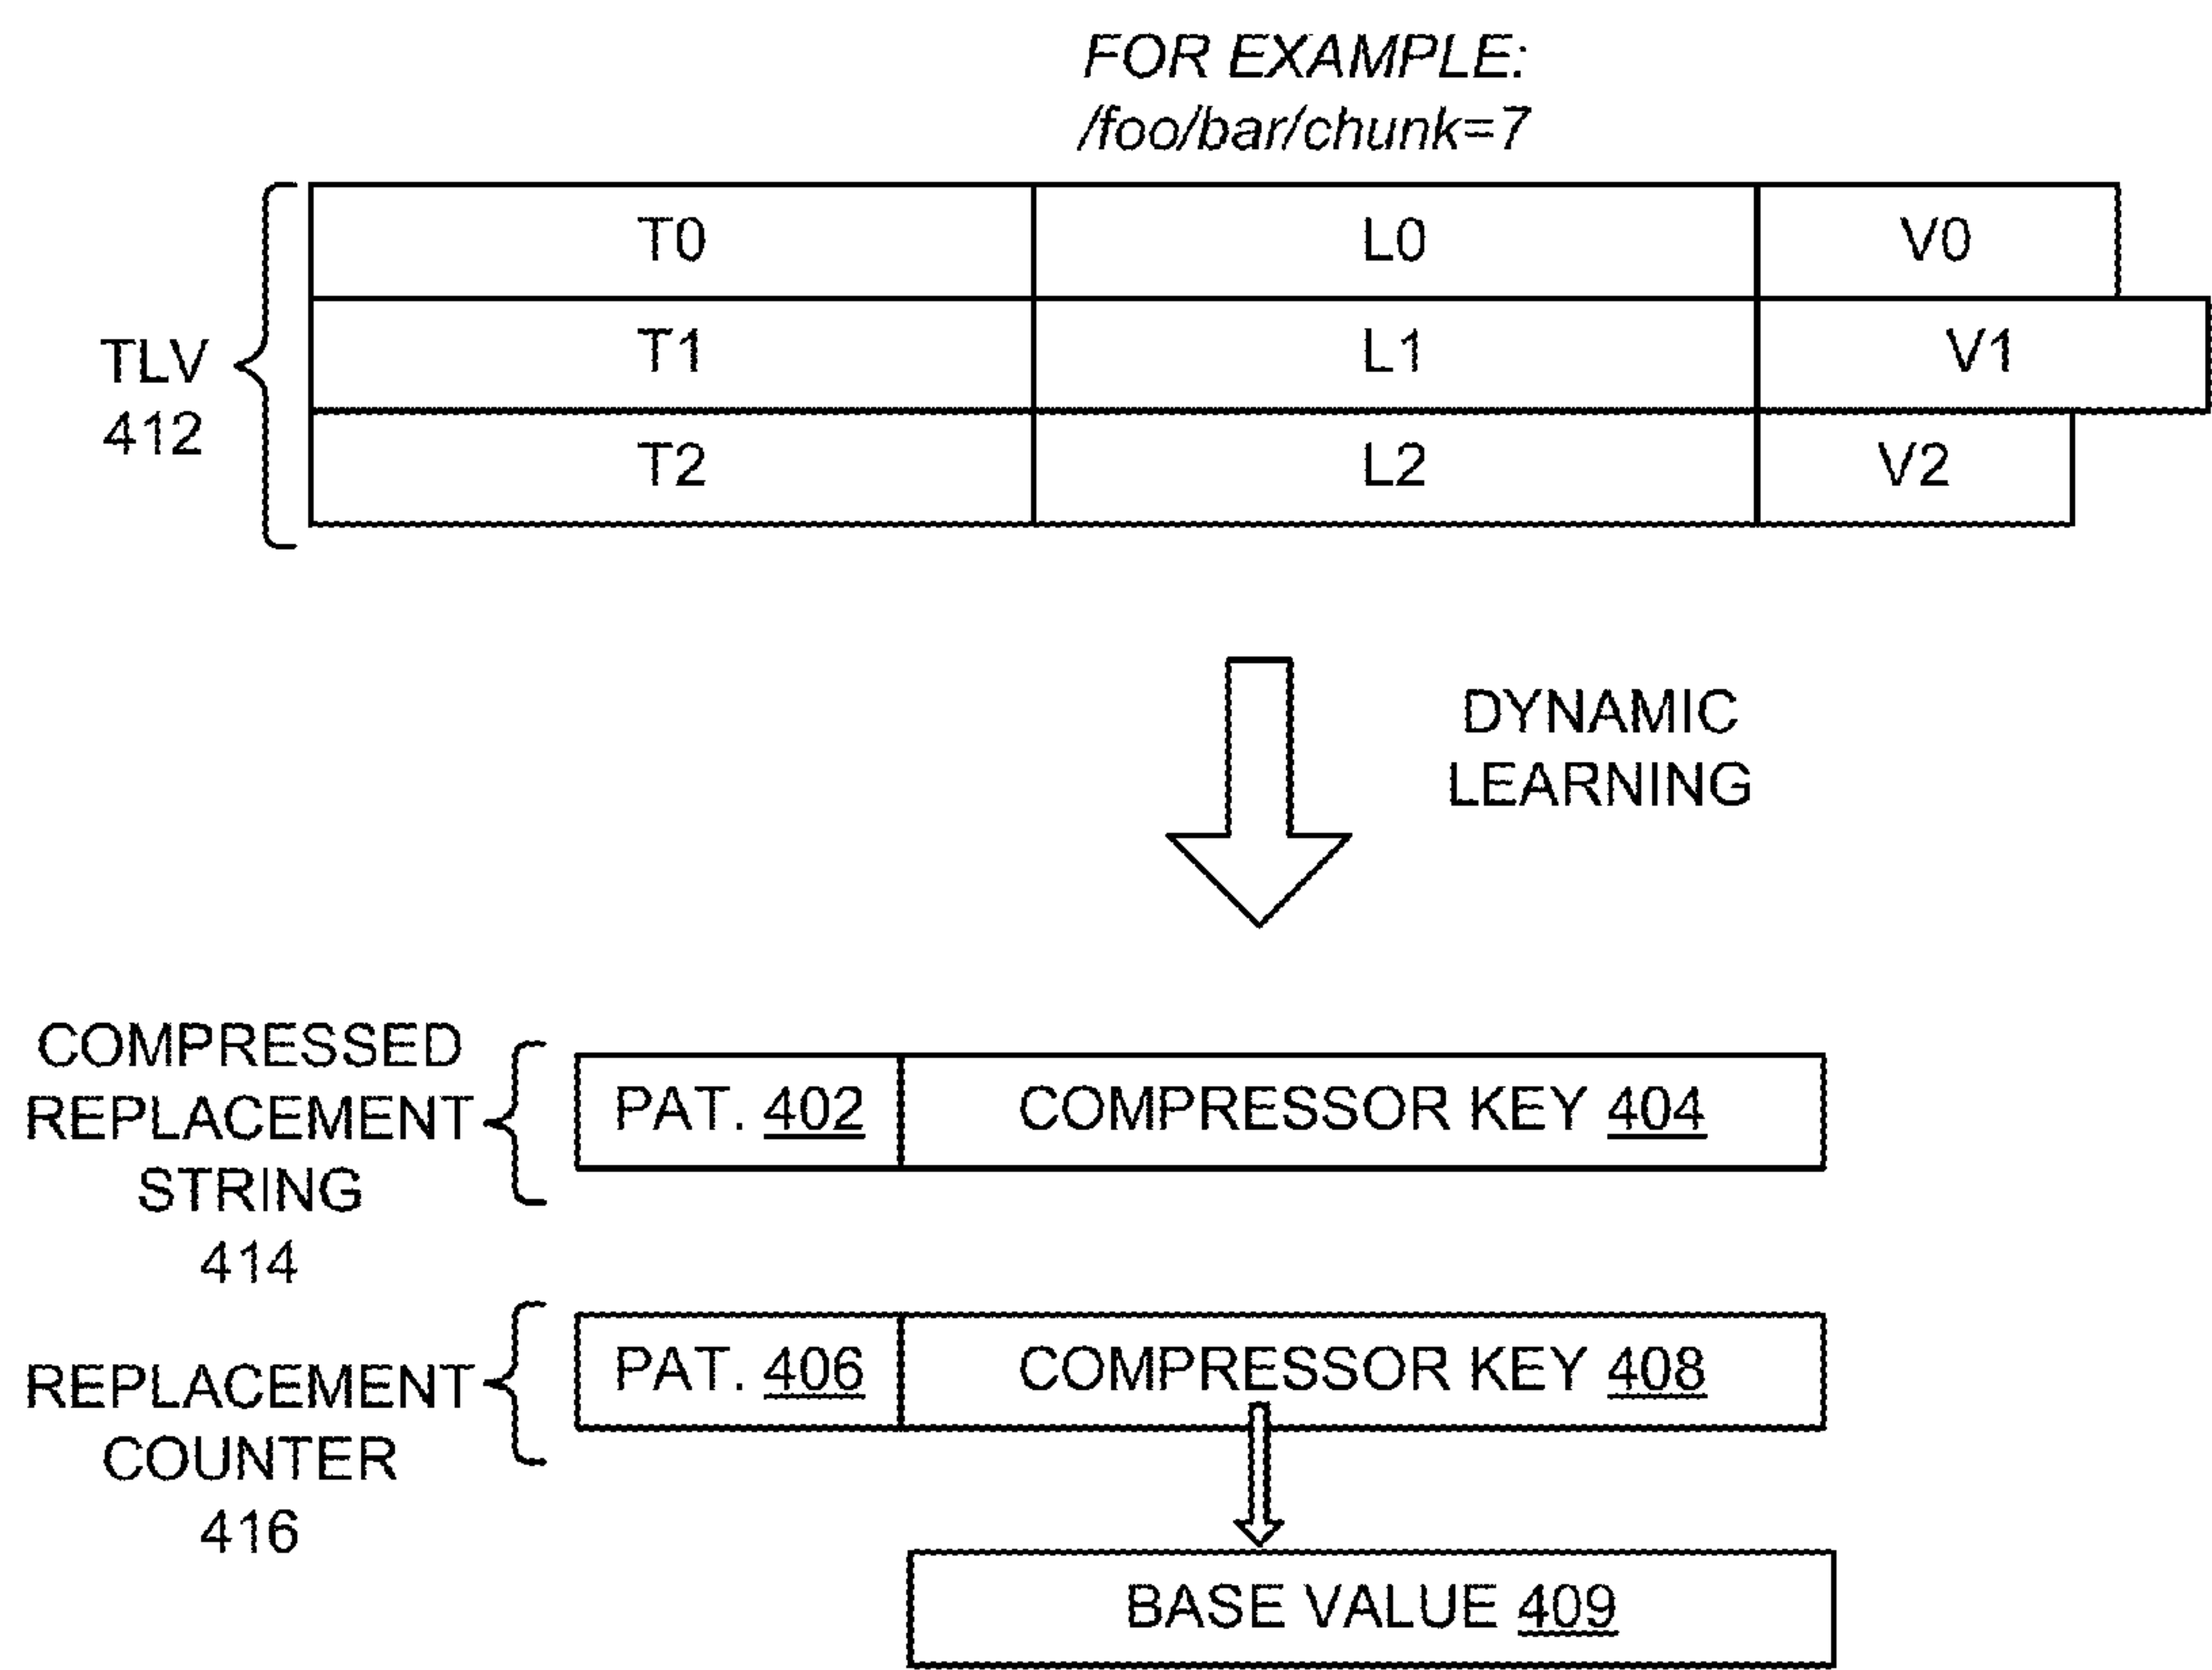 FOR EXAMPLE:
/foo/bar/chunk=7
TLV
412
T0 L0 V0
T1 L1 V1
T2 L2 V2
DYNAMIC
LEARNING
COMPRESSED
REPLACEMENT
STRING
414
PAT. 402 COMPRESSOR KEY 404
REPLACEMENT
COUNTER
416
PAT. 406 COMPRESSOR KEY 408
BASE VALUE 409